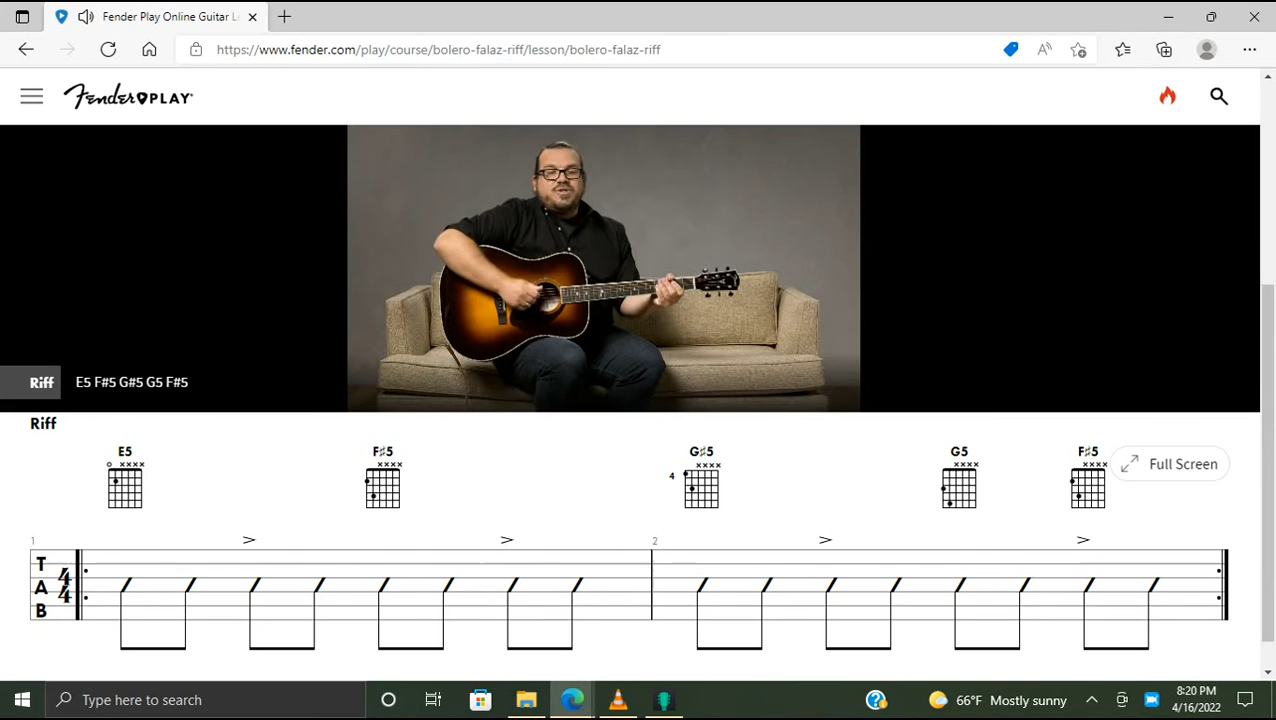 Fender Play Online Guitar Le
https://www.fender.com/play/course/bolero-falaz-riff/lesson/bolero-falaz-riff
Fender PLAY
Riff E5 F#5 G#5 G5 F#5
Riff
E5 F♯5 G♯5 G5 F♯5
Full Screen
4
1 2
T
A
B
4
4
Type here to search
66°F Mostly sunny
8:20 PM
4/16/2022